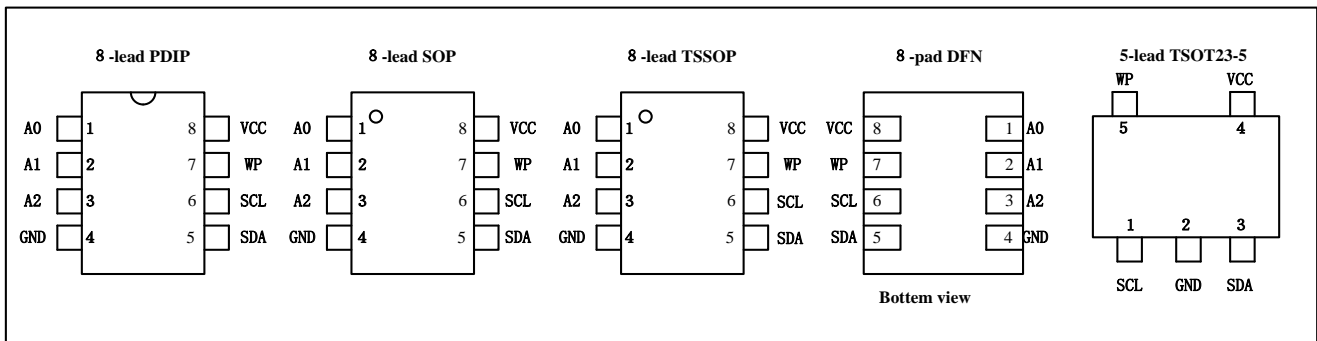 8 -lead PDIP
A0 1 8 VCC
A1 2 7 WP
A2 3 6 SCL
GND 4 5 SDA
8 -lead SOP
A0 1 8 VCC
A1 2 7 WP
A2 3 6 SCL
GND 4 5 SDA
8 -lead TSSOP
A0 1 8 VCC
A1 2 7 WP
A2 3 6 SCL
GND 4 5 SDA
8 -pad DFN
VCC 8 1 A0
WP 7 2 A1
SCL 6 3 A2
SDA 5 4 GND
Bottem view
5-lead TSOT23-5
WP VCC
5 4
1 2 3
SCL GND SDA